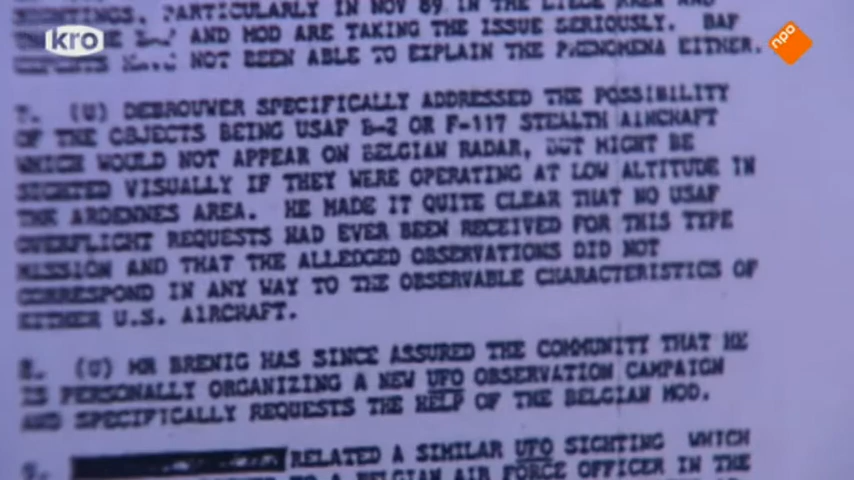 kro
npo
SIGHTINGS, PARTICULARLY IN NOV 89 IN THE LIEGE AREA AND
AND MOD ARE TAKING THE ISSUE SERIOUSLY. BAF
NOT BEEN ABLE TO EXPLAIN THE PHENOMENA EITHER.
7. (U) DEBROUWER SPECIFICALLY ADDRESSED THE POSSIBILITY
OF THE OBJECTS BEING USAF B-2 OR F-117 STEALTH AIRCRAFT
WHICH WOULD NOT APPEAR ON BELGIAN RADAR, BUT MIGHT BE
SIGHTED VISUALLY IF THEY WERE OPERATING AT LOW ALTITUDE IN
THE ARDENNES AREA. HE MADE IT QUITE CLEAR THAT NO USAF
OVERFLIGHT REQUESTS HAD EVER BEEN RECEIVED FOR THIS TYPE
MISSION AND THAT THE ALLEDGED OBSERVATIONS DID NOT
CORRESPOND IN ANY WAY TO THE OBSERVABLE CHARACTERISTICS OF
EITHER U.S. AIRCRAFT.
8. (U) MR BRENIG HAS SINCE ASSURED THE COMMUNITY THAT HE
IS PERSONALLY ORGANIZING A NEW UFO OBSERVATION CAMPAIGN
AND SPECIFICALLY REQUESTS THE HELP OF THE BELGIAN MOD.
9. RELATED A SIMILAR UFO SIGHTING WHICH
TO A BELGIAN AIR FORCE OFFICER IN THE